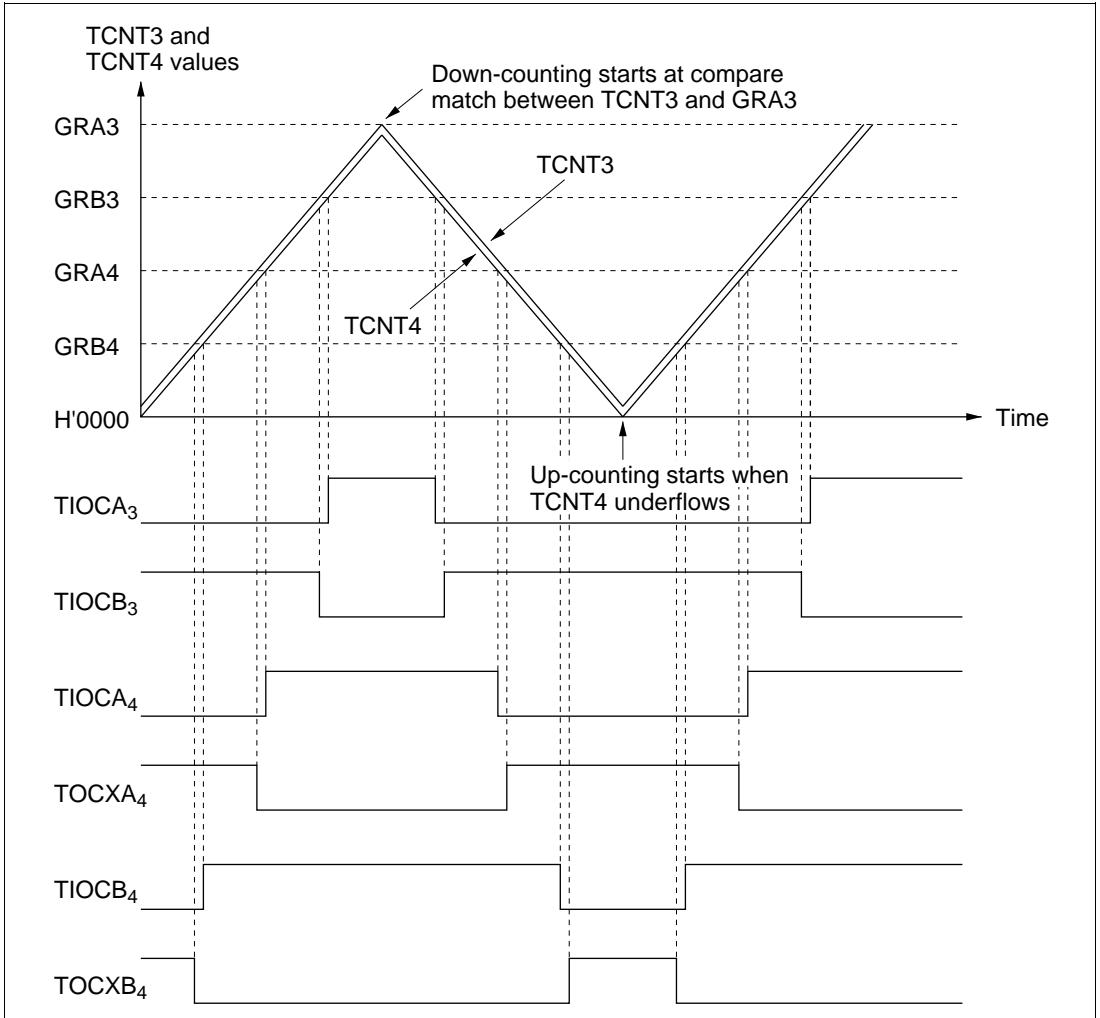 TCNT3 and
TCNT4 values
Down-counting starts at compare
match between TCNT3 and GRA3
GRA3
TCNT3
GRB3
GRA4
TCNT4
GRB4
H'0000
Time
Up-counting starts when
TCNT4 underflows
TIOCA3
TIOCB3
TIOCA4
TOCXA4
TIOCB4
TOCXB4